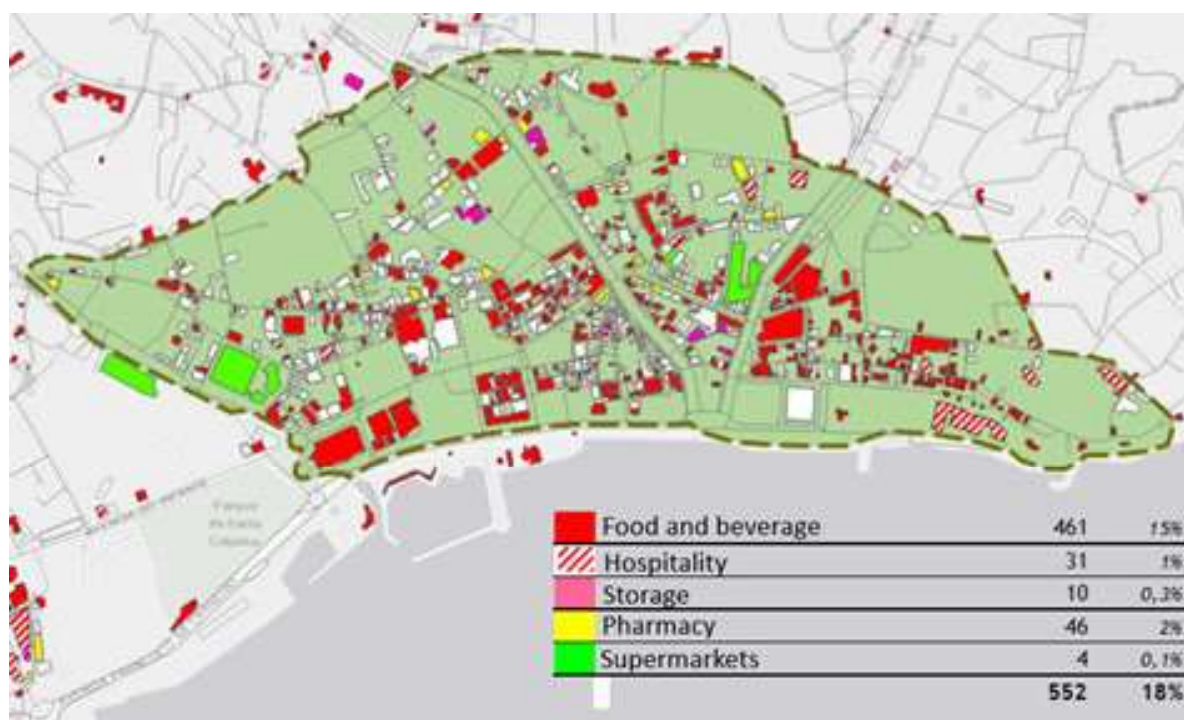 Food and beverage 461 15%
Hospitality 31 1%
Storage 10 0,3%
Pharmacy 46 2%
Supermarkets 4 0,1%
552 18%